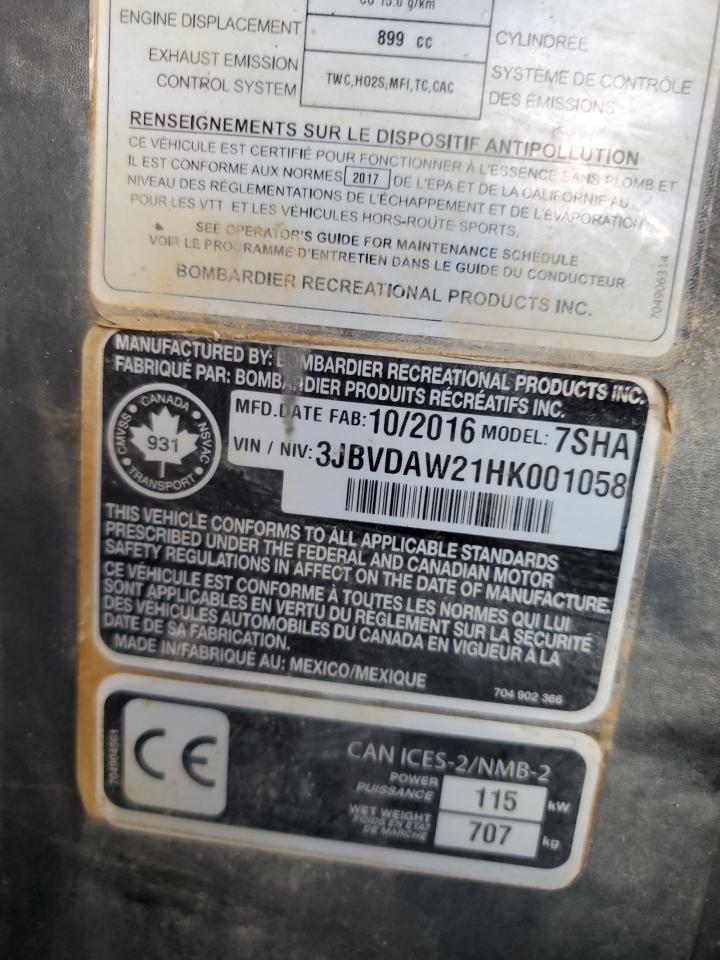 CO 15.0 g/km
ENGINE DISPLACEMENT 899 cc CYLINDRÉE
EXHAUST EMISSION
CONTROL SYSTEM
TWC,HO2S,MFI,TC,CAC
SYSTÈME DE CONTRÔLE
DES ÉMISSIONS
RENSEIGNEMENTS SUR LE DISPOSITIF ANTIPOLLUTION
CE VÉHICULE EST CERTIFIÉ POUR FONCTIONNER À L'ESSENCE SANS PLOMB ET
IL EST CONFORME AUX NORMES 2017 DE L'EPA ET DE LA CALIFORNIE AU
NIVEAU DES RÉGLEMENTATIONS DE L'ÉCHAPPEMENT ET DE L'ÉVAPORATION
POUR LES VTT ET LES VÉHICULES HORS-ROUTE SPORTS.
SEE OPERATOR'S GUIDE FOR MAINTENANCE SCHEDULE
VOIR LE PROGRAMME D'ENTRETIEN DANS LE GUIDE DU CONDUCTEUR
BOMBARDIER RECREATIONAL PRODUCTS INC.
704906314
MANUFACTURED BY: BOMBARDIER RECREATIONAL PRODUCTS INC.
FABRIQUÉ PAR: BOMBARDIER PRODUITS RÉCRÉATIFS INC.
CANADA
CMVSS 931 NSVAC
TRANSPORT
MFD.DATE FAB: 10/2016 MODEL: 7SHA
VIN / NIV: 3JBVDAW21HK001058
THIS VEHICLE CONFORMS TO ALL APPLICABLE STANDARDS
PRESCRIBED UNDER THE FEDERAL AND CANADIAN MOTOR
SAFETY REGULATIONS IN AFFECT ON THE DATE OF MANUFACTURE.
CE VÉHICULE EST CONFORME À TOUTES LES NORMES QUI LUI
SONT APPLICABLES EN VERTU DU RÈGLEMENT SUR LA SÉCURITÉ
DES VÉHICULES AUTOMOBILES DU CANADA EN VIGUEUR À LA
DATE DE SA FABRICATION.
MADE IN/FABRIQUÉ AU: MEXICO/MEXIQUE
704 902 366
704904561
CE
CAN ICES-2/NMB-2
POWER
PUISSANCE
115 kW
WET WEIGHT
POIDS EN ÉTAT
DE MARCHE
707 kg